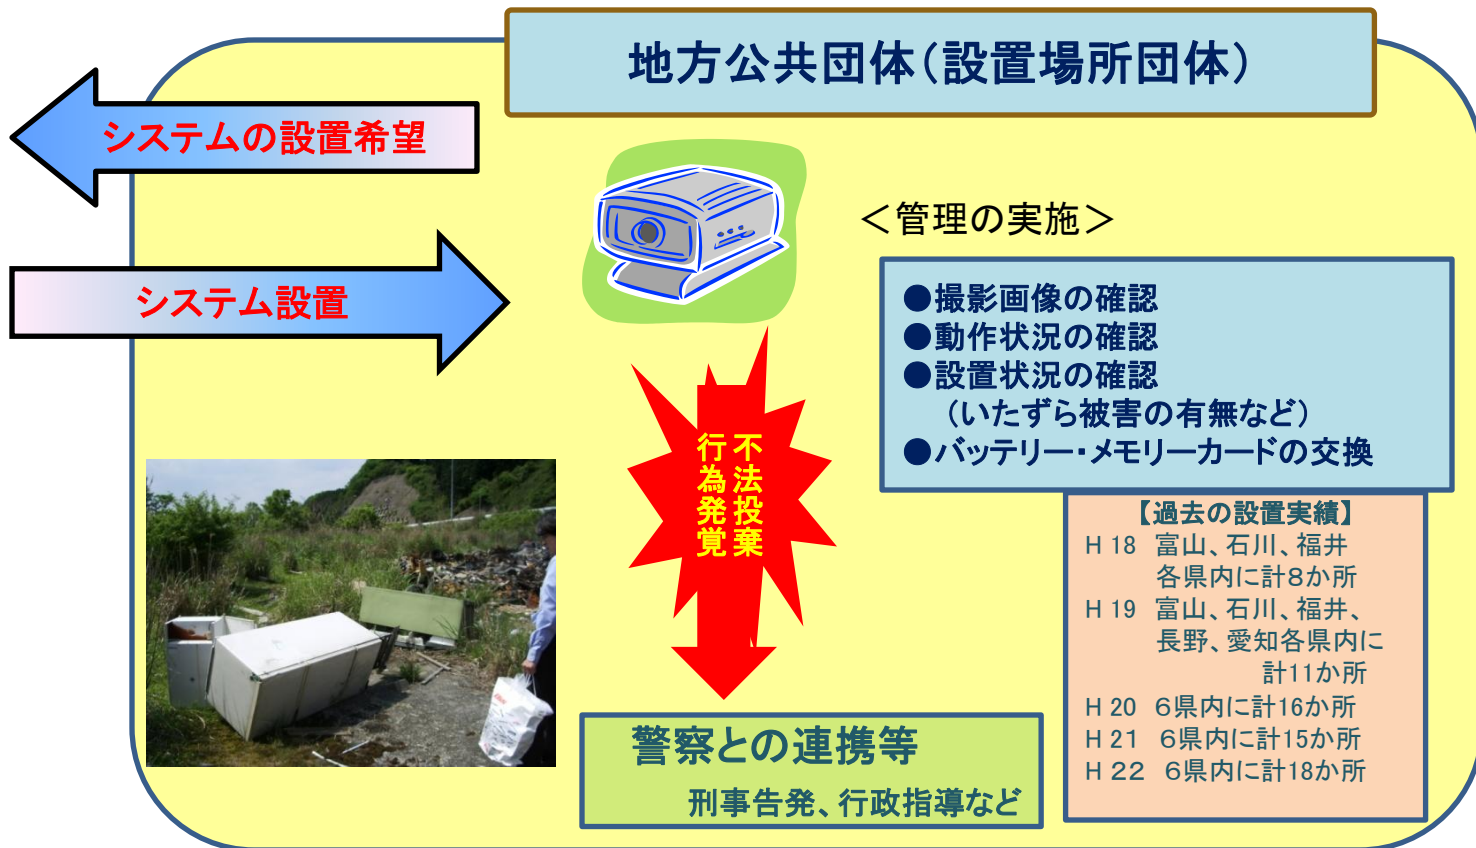 地方公共団体（設置場所団体）
システムの設置希望
システム設置
＜管理の実施＞
●撮影画像の確認
●動作状況の確認
●設置状況の確認
（いたずら被害の有無など）
●バッテリー・メモリーカードの交換
不法投棄
行為発覚
【過去の設置実績】
H 18 富山、石川、福井
各県内に計８か所
H 19 富山、石川、福井、
長野、愛知各県内に
計11か所
H 20 ６県内に計16か所
H 21 ６県内に計15か所
H 22 ６県内に計18か所
警察との連携等
刑事告発、行政指導など